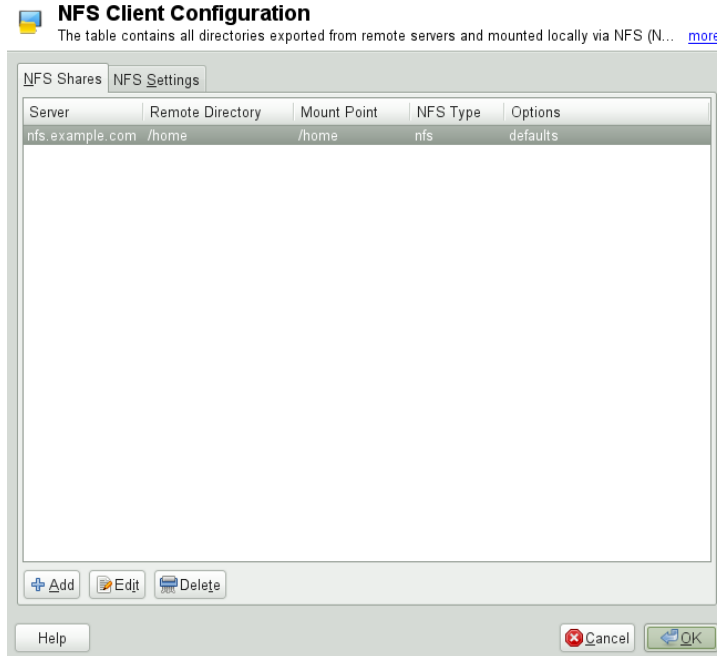 NFS Client Configuration
The table contains all directories exported from remote servers and mounted locally via NFS (N... more
NFS Shares NFS Settings
Server Remote Directory Mount Point NFS Type Options
nfs.example.com /home /home nfs defaults
Add Edit Delete
Help Cancel OK